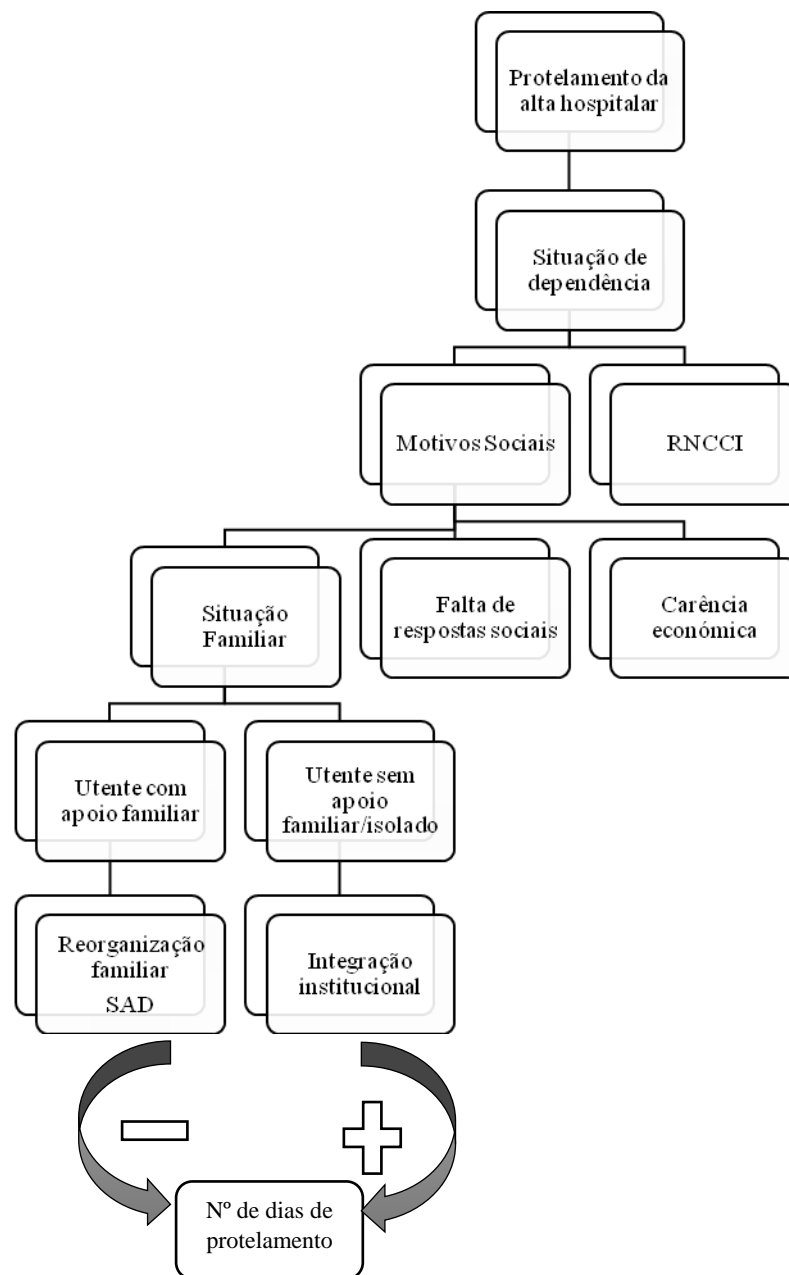 Protelamento da
alta hospitalar
Situação de
dependência
Motivos Sociais
RNCCI
Situação
Familiar
Falta de
respostas sociais
Carência
económica
Utente com
apoio familiar
Utente sem
apoio
familiar/isolado
Reorganização
familiar
SAD
Integração
institucional
Nº de dias de
protelamento